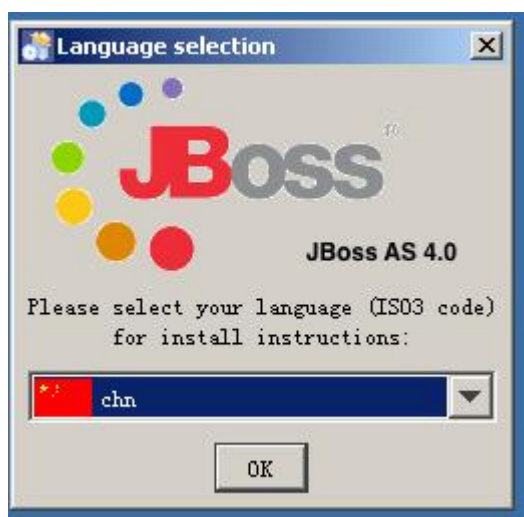 Language selection
JBoss
JBoss AS 4.0
Please select your language (ISO3 code)
for install instructions:
chn
OK